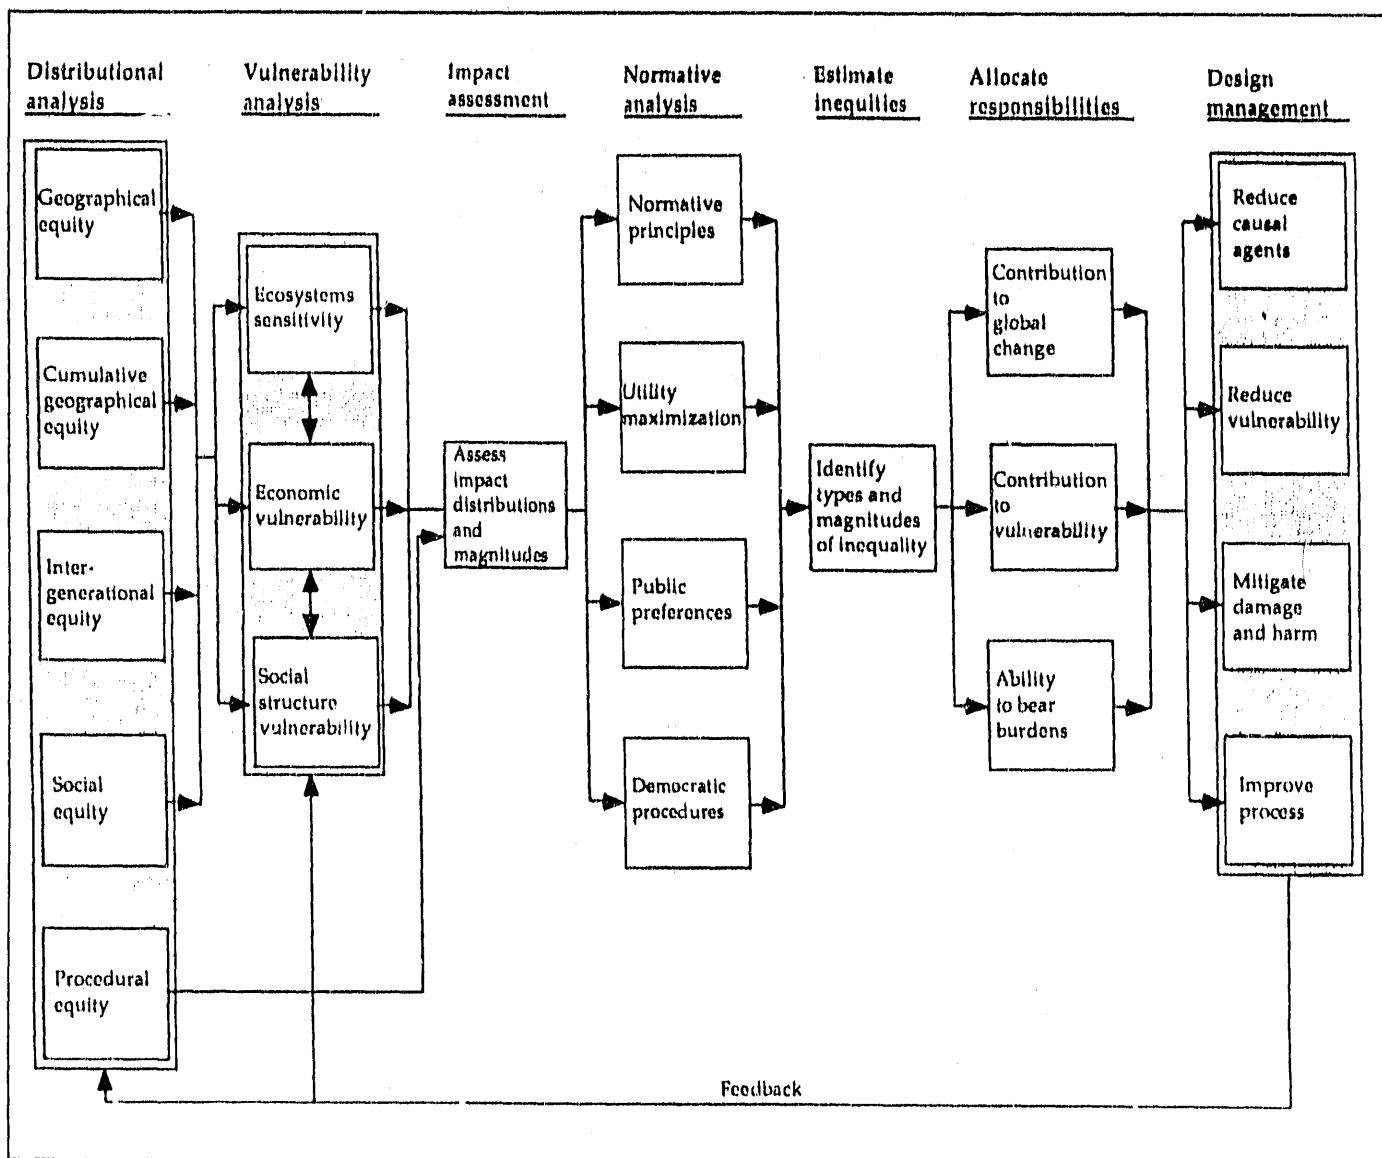 Distributional
analysis
Vulnerability
analysis
Impact
assessment
Normative
analysis
Estimate
inequities
Allocate
responsibilities
Design
management
Geographical
equity
Cumulative
geographical
equity
Inter-
generational
equity
Social
equity
Procedural
equity
Ecosystems
sensitivity
Economic
vulnerability
Social
structure
vulnerability
Assess
impact
distributions
and
magnitudes
Normative
principles
Utility
maximization
Public
preferences
Democratic
procedures
Identify
types and
magnitudes
of inequality
Contribution
to
global
change
Contribution
to
vulnerability
Ability
to bear
burdens
Reduce
causal
agents
Reduce
vulnerability
Mitigate
damage
and harm
Improve
process
Feedback